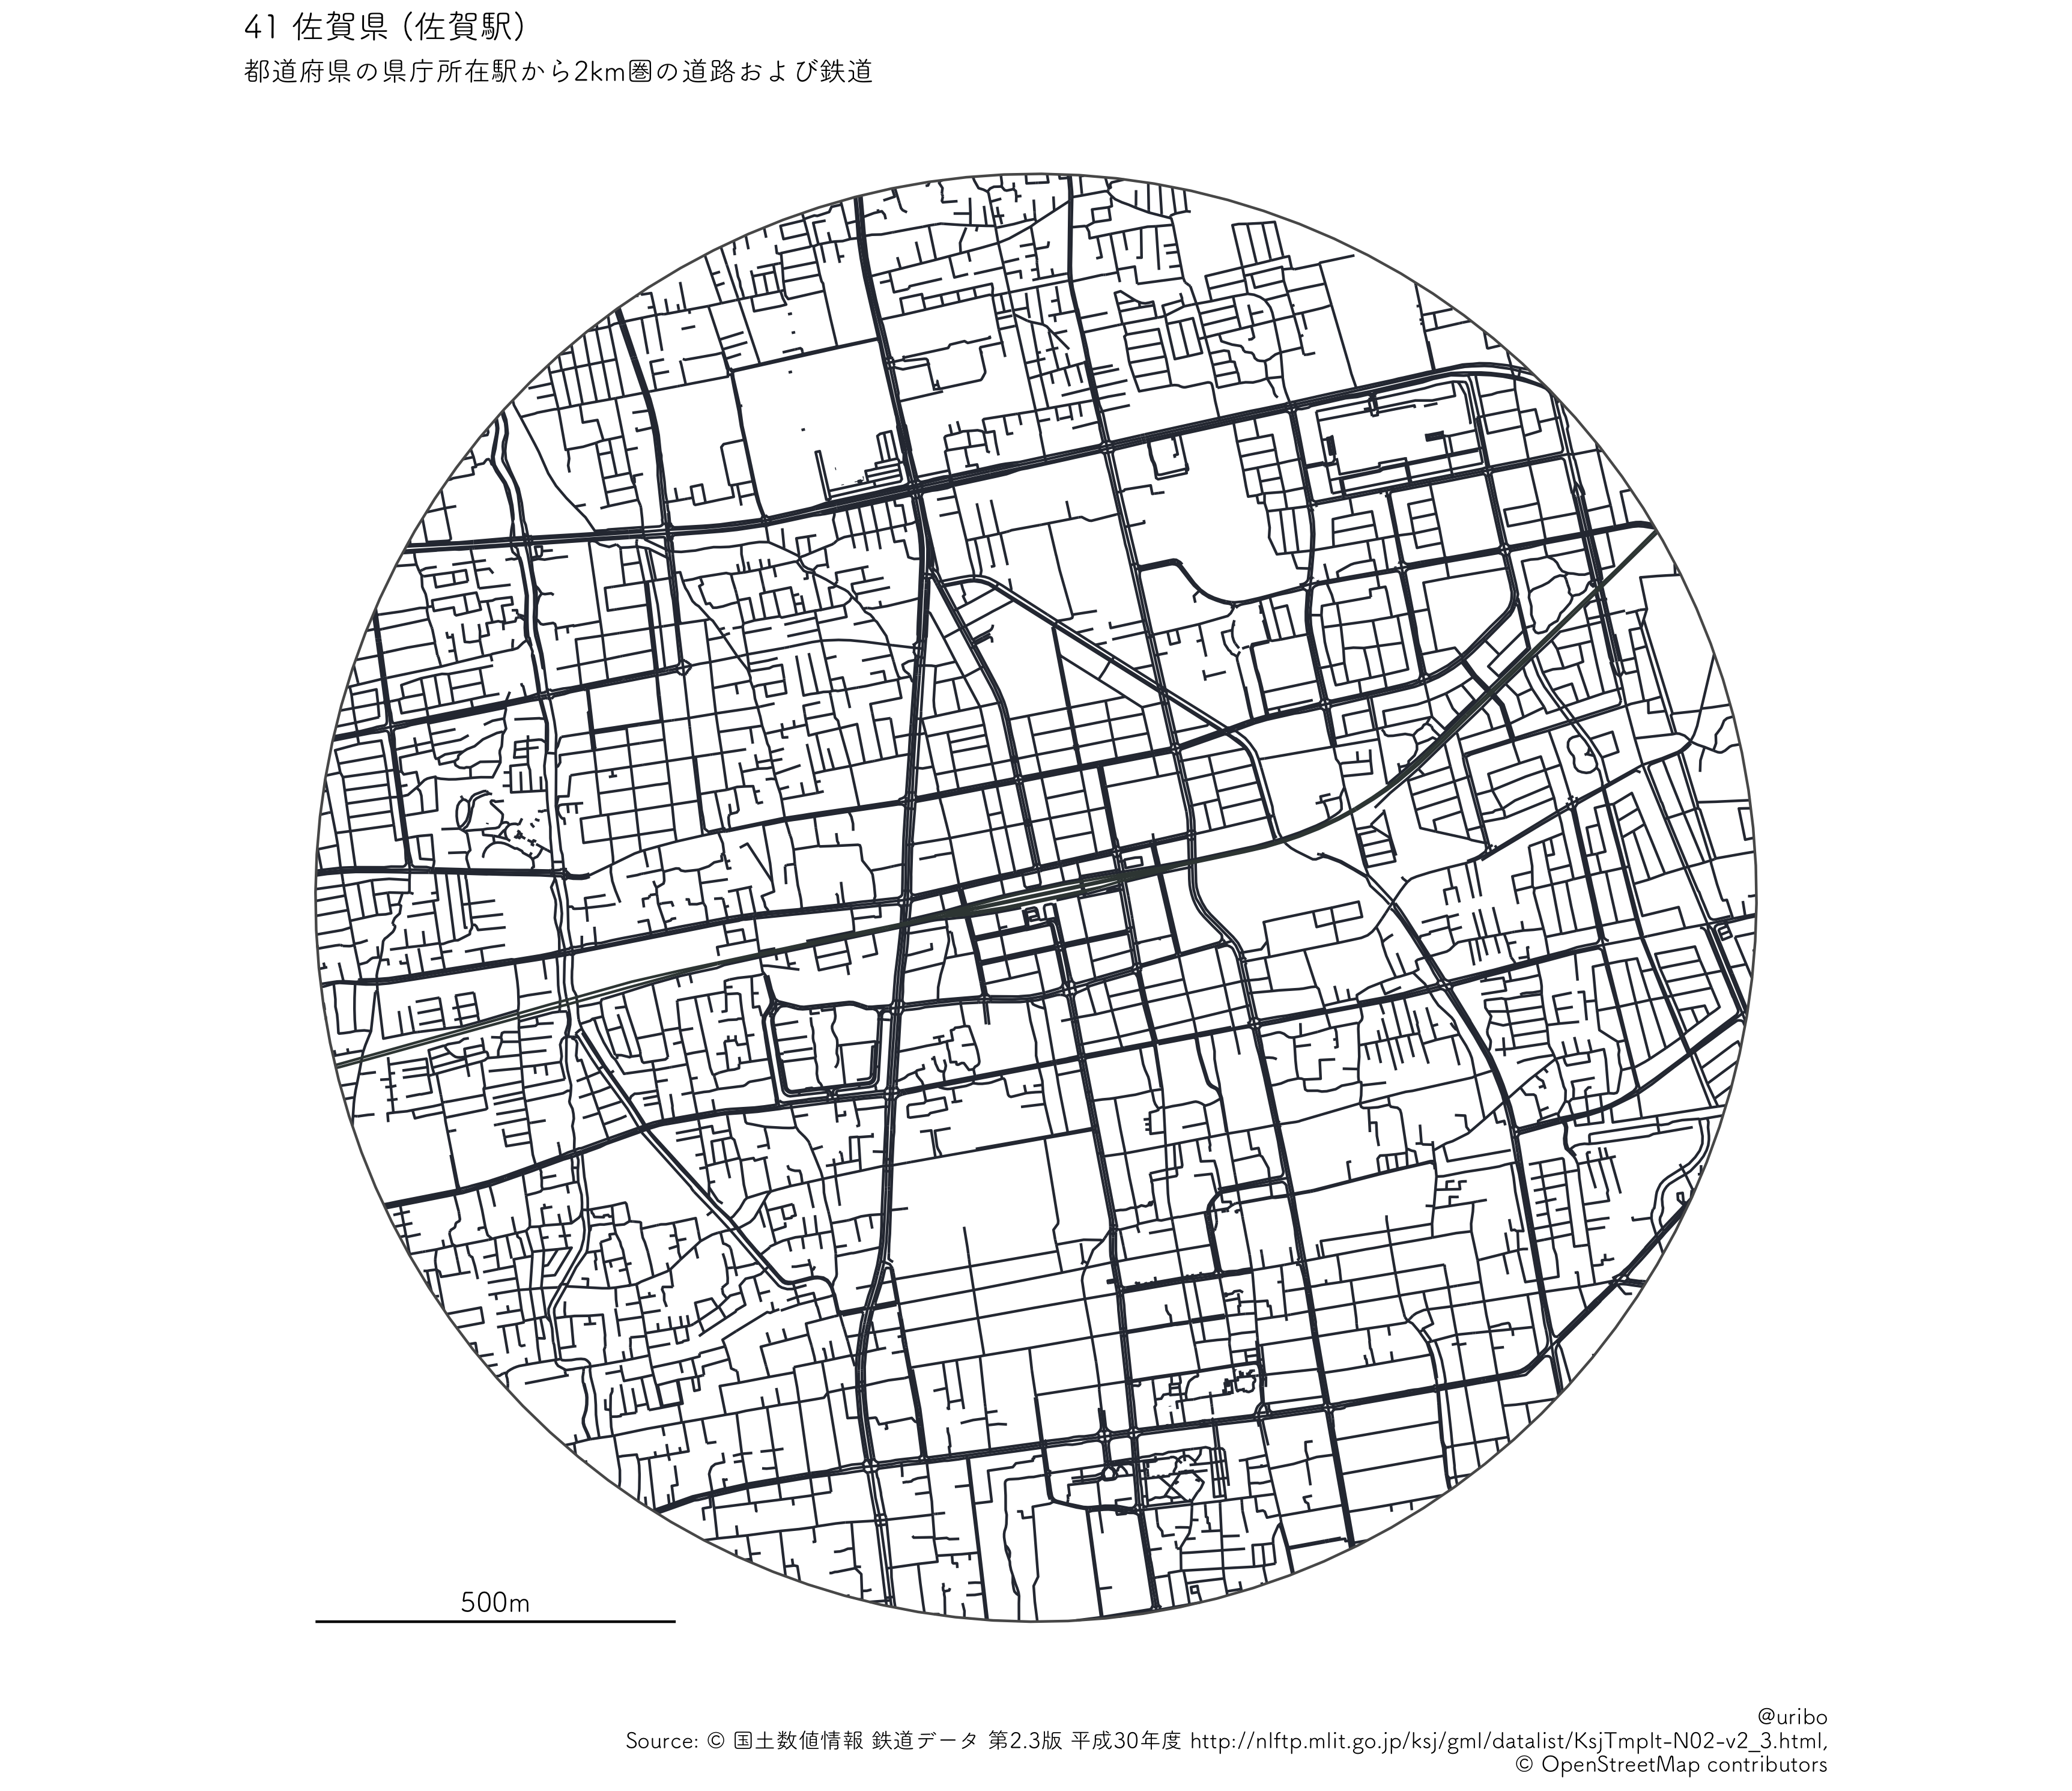 41 佐賀県 (佐賀駅)
都道府県の県庁所在駅から2km圏の道路および鉄道
500m
@uribo
Source: © 国土数値情報 鉄道データ 第2.3版 平成30年度 http://nlftp.mlit.go.jp/ksj/gml/datalist/KsjTmplt-N02-v2_3.html,
© OpenStreetMap contributors